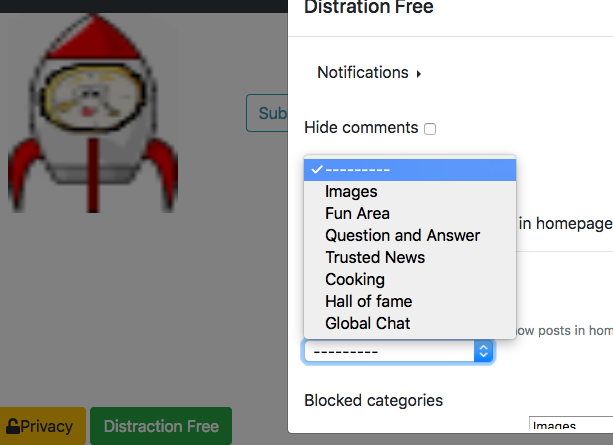 Distration Free
Notifications
Sub
Hide comments
---------
Images
Fun Area
Question and Answer
in homepage
Trusted News
Cooking
Hall of fame
Global Chat
ow posts in hom
---------
Blocked categories
Privacy
Distraction Free
Images